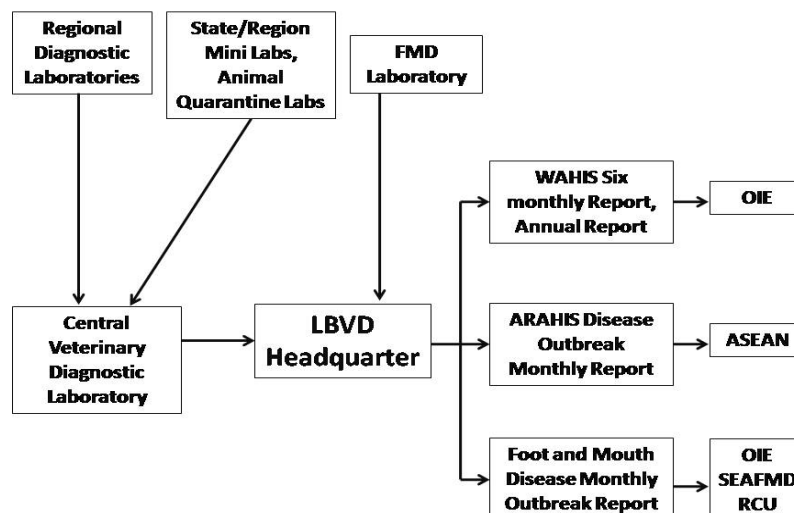 Regional
Diagnostic
Laboratories
State/Region
Mini Labs,
Animal
Quarantine Labs
FMD
Laboratory
WAHIS Six
monthly Report,
Annual Report
OIE
Central
Veterinary
Diagnostic
Laboratory
LBVD
Headquarter
ARAHIS Disease
Outbreak
Monthly Report
ASEAN
Foot and Mouth
Disease Monthly
Outbreak Report
OIE
SEAFMD
RCU